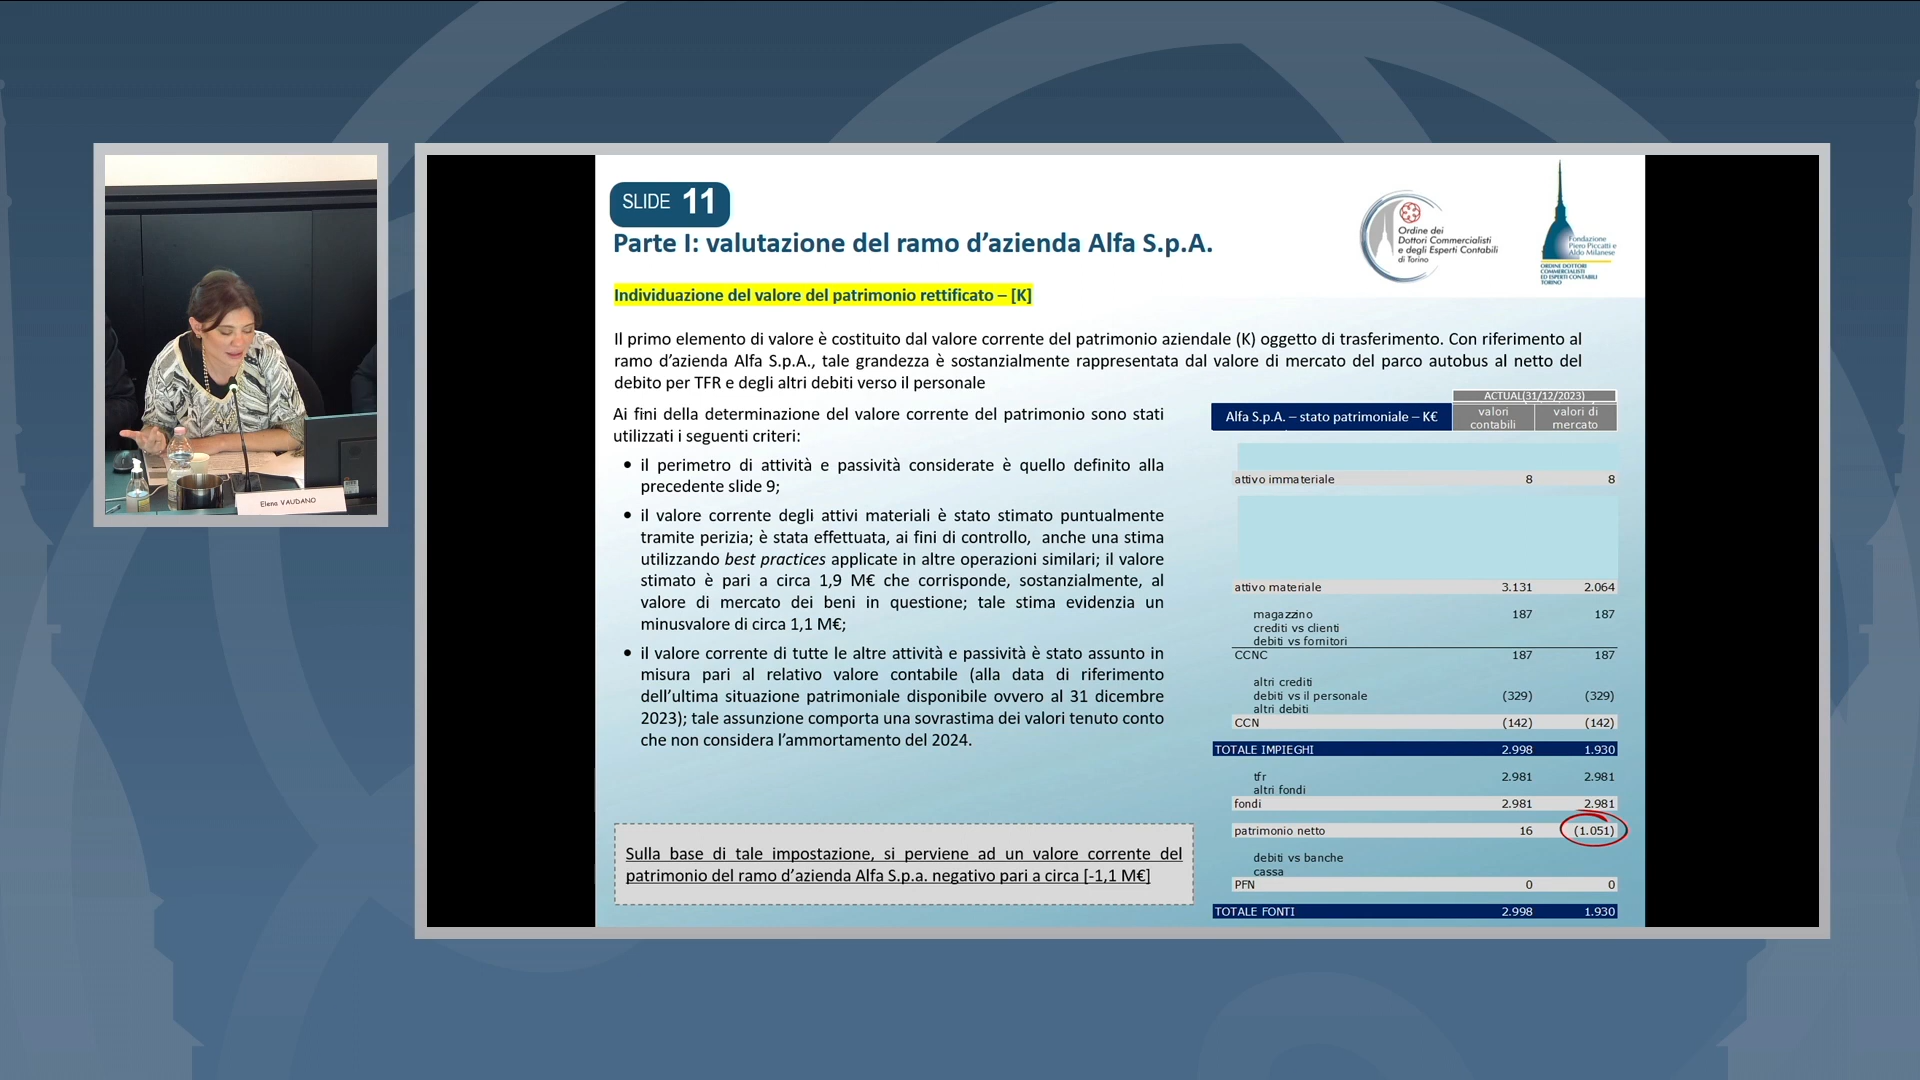 SLIDE 11
Parte I: valutazione del ramo d’azienda Alfa S.p.A.
Ordine dei
Dottori Commercialisti
e degli Esperti Contabili
di Torino
Fondazione
Piero Piccatti e
Aldo Milanese
ORDINE DOTTORI
COMMERCIALISTI
ED ESPERTI CONTABILI
TORINO
Individuazione del valore del patrimonio rettificato – [K]
Il primo elemento di valore è costituito dal valore corrente del patrimonio aziendale (K) oggetto di trasferimento. Con riferimento al
ramo d’azienda Alfa S.p.A., tale grandezza è sostanzialmente rappresentata dal valore di mercato del parco autobus al netto del
debito per TFR e degli altri debiti verso il personale
Ai fini della determinazione del valore corrente del patrimonio sono stati
utilizzati i seguenti criteri:
• il perimetro di attività e passività considerate è quello definito alla
precedente slide 9;
• il valore corrente degli attivi materiali è stato stimato puntualmente
tramite perizia; è stata effettuata, ai fini di controllo, anche una stima
utilizzando best practices applicate in altre operazioni similari; il valore
stimato è pari a circa 1,9 M€ che corrisponde, sostanzialmente, al
valore di mercato dei beni in questione; tale stima evidenzia un
minusvalore di circa 1,1 M€;
• il valore corrente di tutte le altre attività e passività è stato assunto in
misura pari al relativo valore contabile (alla data di riferimento
dell’ultima situazione patrimoniale disponibile ovvero al 31 dicembre
2023); tale assunzione comporta una sovrastima dei valori tenuto conto
che non considera l’ammortamento del 2024.
Sulla base di tale impostazione, si perviene ad un valore corrente del
patrimonio del ramo d’azienda Alfa S.p.a. negativo pari a circa [-1,1 M€]
ACTUAL(31/12/2023)
Alfa S.p.A. – stato patrimoniale – K€
valori
contabili
valori di
mercato
attivo immateriale 8 8
attivo materiale 3.131 2.064
magazzino 187 187
crediti vs clienti
debiti vs fornitori
CCNC 187 187
altri crediti
debiti vs il personale (329) (329)
altri debiti
CCN (142) (142)
TOTALE IMPIEGHI 2.998 1.930
tfr 2.981 2.981
altri fondi
fondi 2.981 2.981
patrimonio netto 16 (1.051)
debiti vs banche
cassa
PFN 0 0
TOTALE FONTI 2.998 1.930
Elena VAUDANO